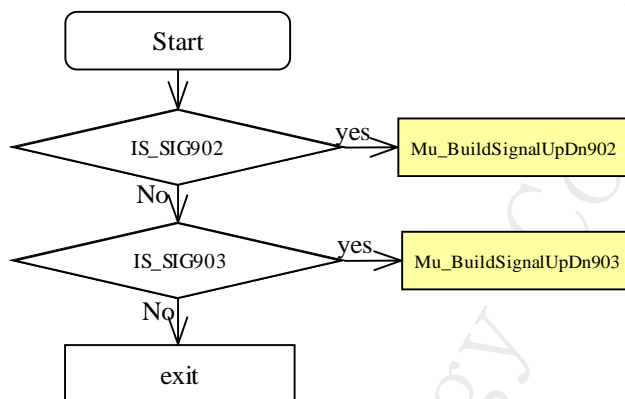 Start
IS_SIG902
yes
Mu_BuildSignalUpDn902
No
IS_SIG903
yes
Mu_BuildSignalUpDn903
No
exit